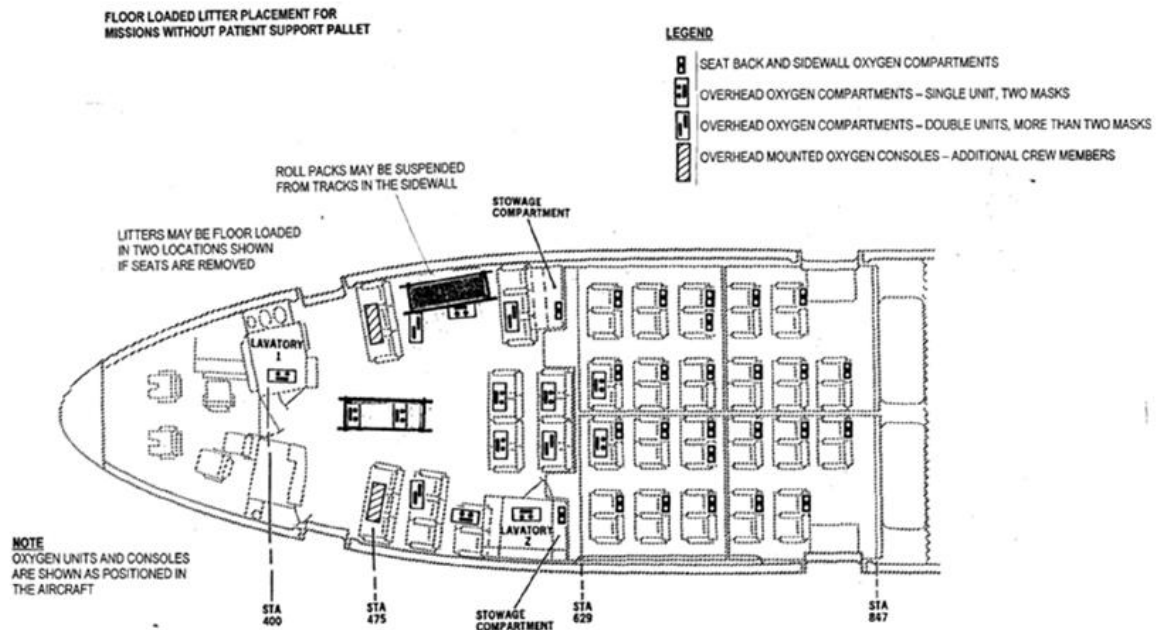 FLOOR LOADED LITTER PLACEMENT FOR
MISSIONS WITHOUT PATIENT SUPPORT PALLET
LEGEND
SEAT BACK AND SIDEWALL OXYGEN COMPARTMENTS
OVERHEAD OXYGEN COMPARTMENTS – SINGLE UNIT, TWO MASKS
OVERHEAD OXYGEN COMPARTMENTS – DOUBLE UNITS, MORE THAN TWO MASKS
OVERHEAD MOUNTED OXYGEN CONSOLES – ADDITIONAL CREW MEMBERS
ROLL PACKS MAY BE SUSPENDED
FROM TRACKS IN THE SIDEWALL
STOWAGE
COMPARTMENT
LITTERS MAY BE FLOOR LOADED
IN TWO LOCATIONS SHOWN
IF SEATS ARE REMOVED
LAVATORY
1
LAVATORY
2
NOTE
OXYGEN UNITS AND CONSOLES
ARE SHOWN AS POSITIONED IN
THE AIRCRAFT
STA
400
STA
475
STOWAGE
COMPARTMENT
STA
629
STA
847